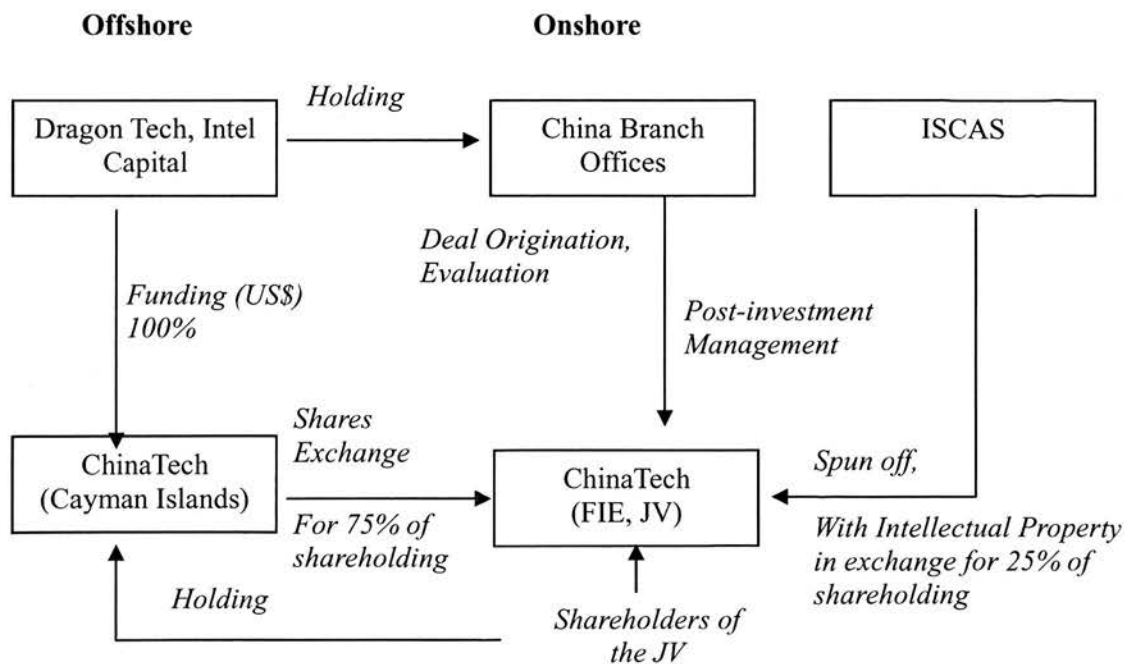 Offshore
Onshore
Holding
Dragon Tech, Intel
Capital
China Branch
Offices
ISCAS
Deal Origination,
Evaluation
Funding (US$)
100%
Post-investment
Management
Shares
Exchange
ChinaTech
(Cayman Islands)
ChinaTech
(FIE, JV)
Spun off,
For 75% of
shareholding
With Intellectual Property
in exchange for 25% of
shareholding
Holding
Shareholders of
the JV